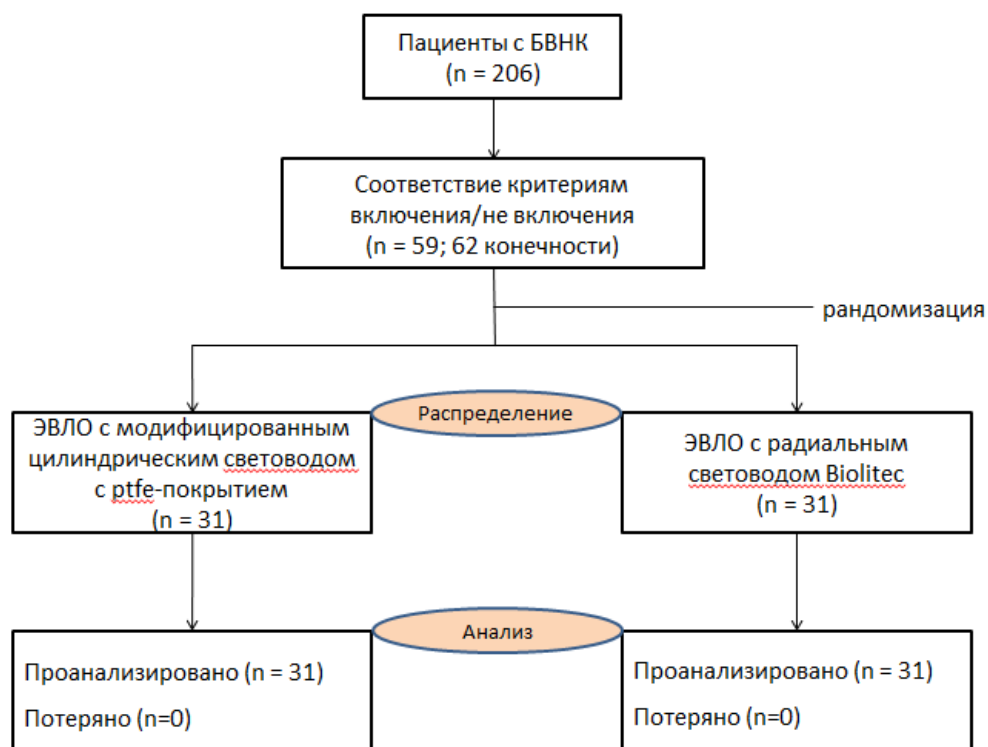 Пациенты с БВНК
(n = 206)
Соответствие критериям
включения/не включения
(n = 59; 62 конечности)
рандомизация
Распределение
ЭВЛО с модифицированным
цилиндрическим световодом
с ptfe-покрытием
(n = 31)
ЭВЛО с радиальным
световодом Biolitec
(n = 31)
Анализ
Проанализировано (n = 31)
Потеряно (n=0)
Проанализировано (n = 31)
Потеряно (n=0)